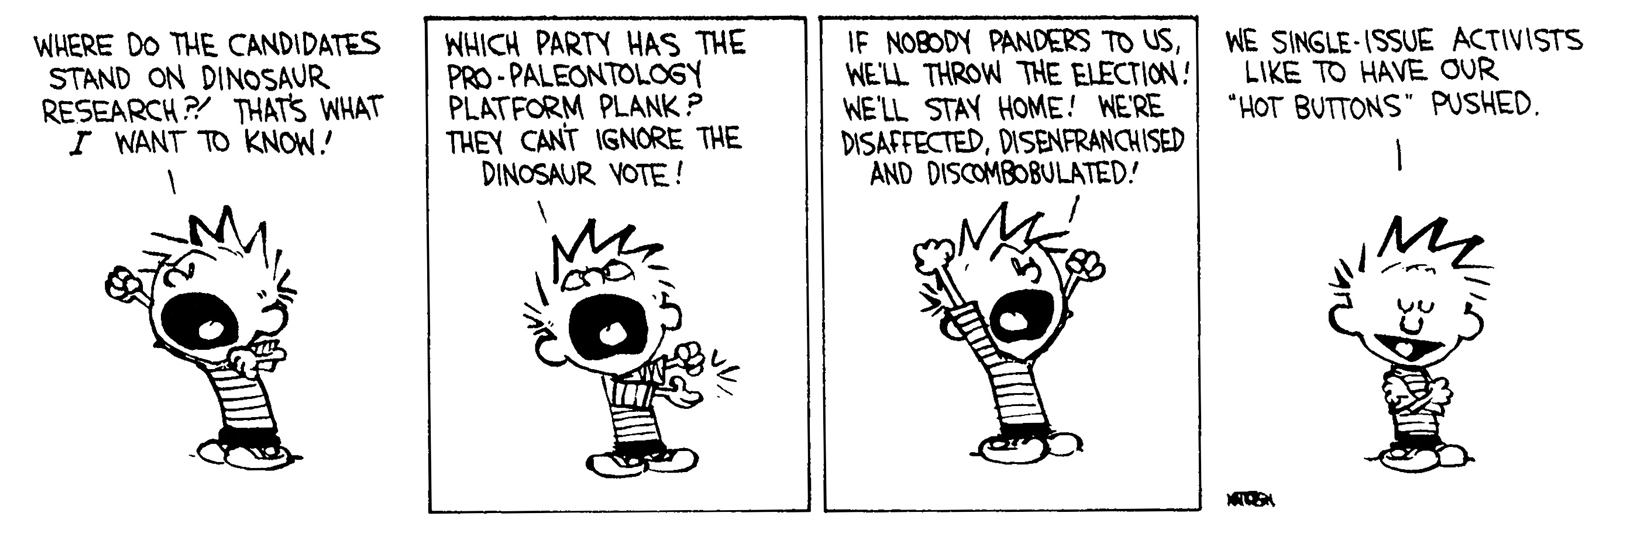 WHERE DO THE CANDIDATES
STAND ON DINOSAUR
RESEARCH?! THAT'S WHAT
I WANT TO KNOW!
WHICH PARTY HAS THE
PRO-PALEONTOLOGY
PLATFORM PLANK?
THEY CAN'T IGNORE THE
DINOSAUR VOTE!
IF NOBODY PANDERS TO US,
WE'LL THROW THE ELECTION!
WE'LL STAY HOME! WE'RE
DISAFFECTED, DISENFRANCHISED
AND DISCOMBOBULATED!
WE SINGLE-ISSUE ACTIVISTS
LIKE TO HAVE OUR
"HOT BUTTONS" PUSHED.